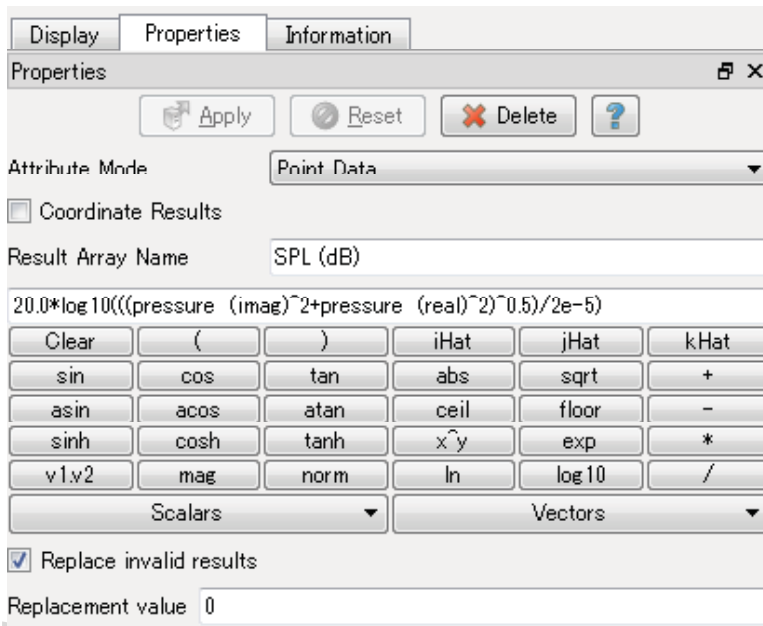 Display Properties Information
Properties
Apply Reset Delete ?
Attribute Mode Point Data
Coordinate Results
Result Array Name SPL (dB)
20.0*log10(((pressure (imag)^2+pressure (real)^2)^0.5)/2e-5)
Clear ( ) iHat jHat kHat
sin cos tan abs sqrt +
asin acos atan ceil floor -
sinh cosh tanh x^y exp *
v1.v2 mag norm ln log10 /
Scalars Vectors
Replace invalid results
Replacement value 0